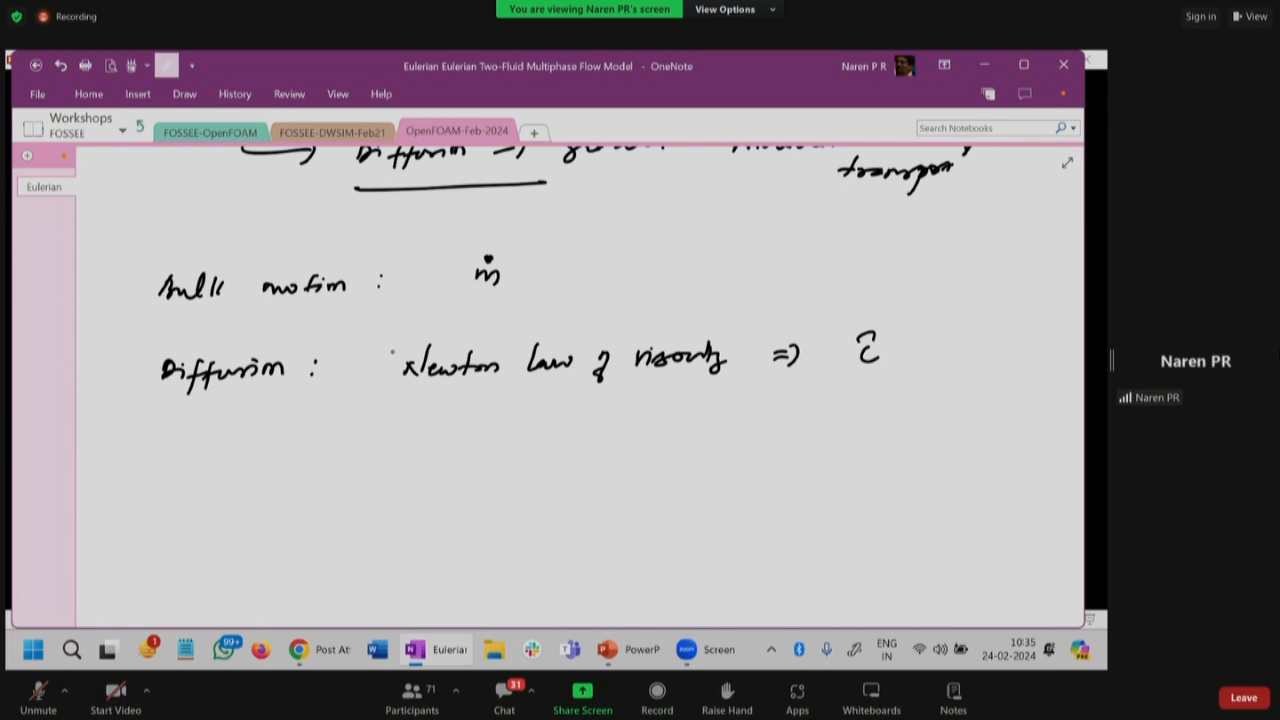 Recording
You are viewing Naren PR's screen
View Options
Sign in
View
Eulerian Eulerian Two-Fluid Multiphase Flow Model - OneNote
Naren P R
File Home Insert Draw History Review View Help
Workshops
FOSSEE
FOSSEE-OpenFOAM
FOSSEE-DWSIM-Feb21
OpenFOAM-Feb-2024
Search Notebooks
Eulerian
Diffusion =>
transport
Bulk motion : ṁ
Diffusion : Newton law of viscosity =>
Naren PR
Naren PR
1
99+
Post At
Eulerian
PowerP
Screen
ENG
IN
10:35
24-02-2024
PRE
Unmute
Start Video
71
Participants
31
Chat
Share Screen
Record
Raise Hand
Apps
Whiteboards
Notes
Leave